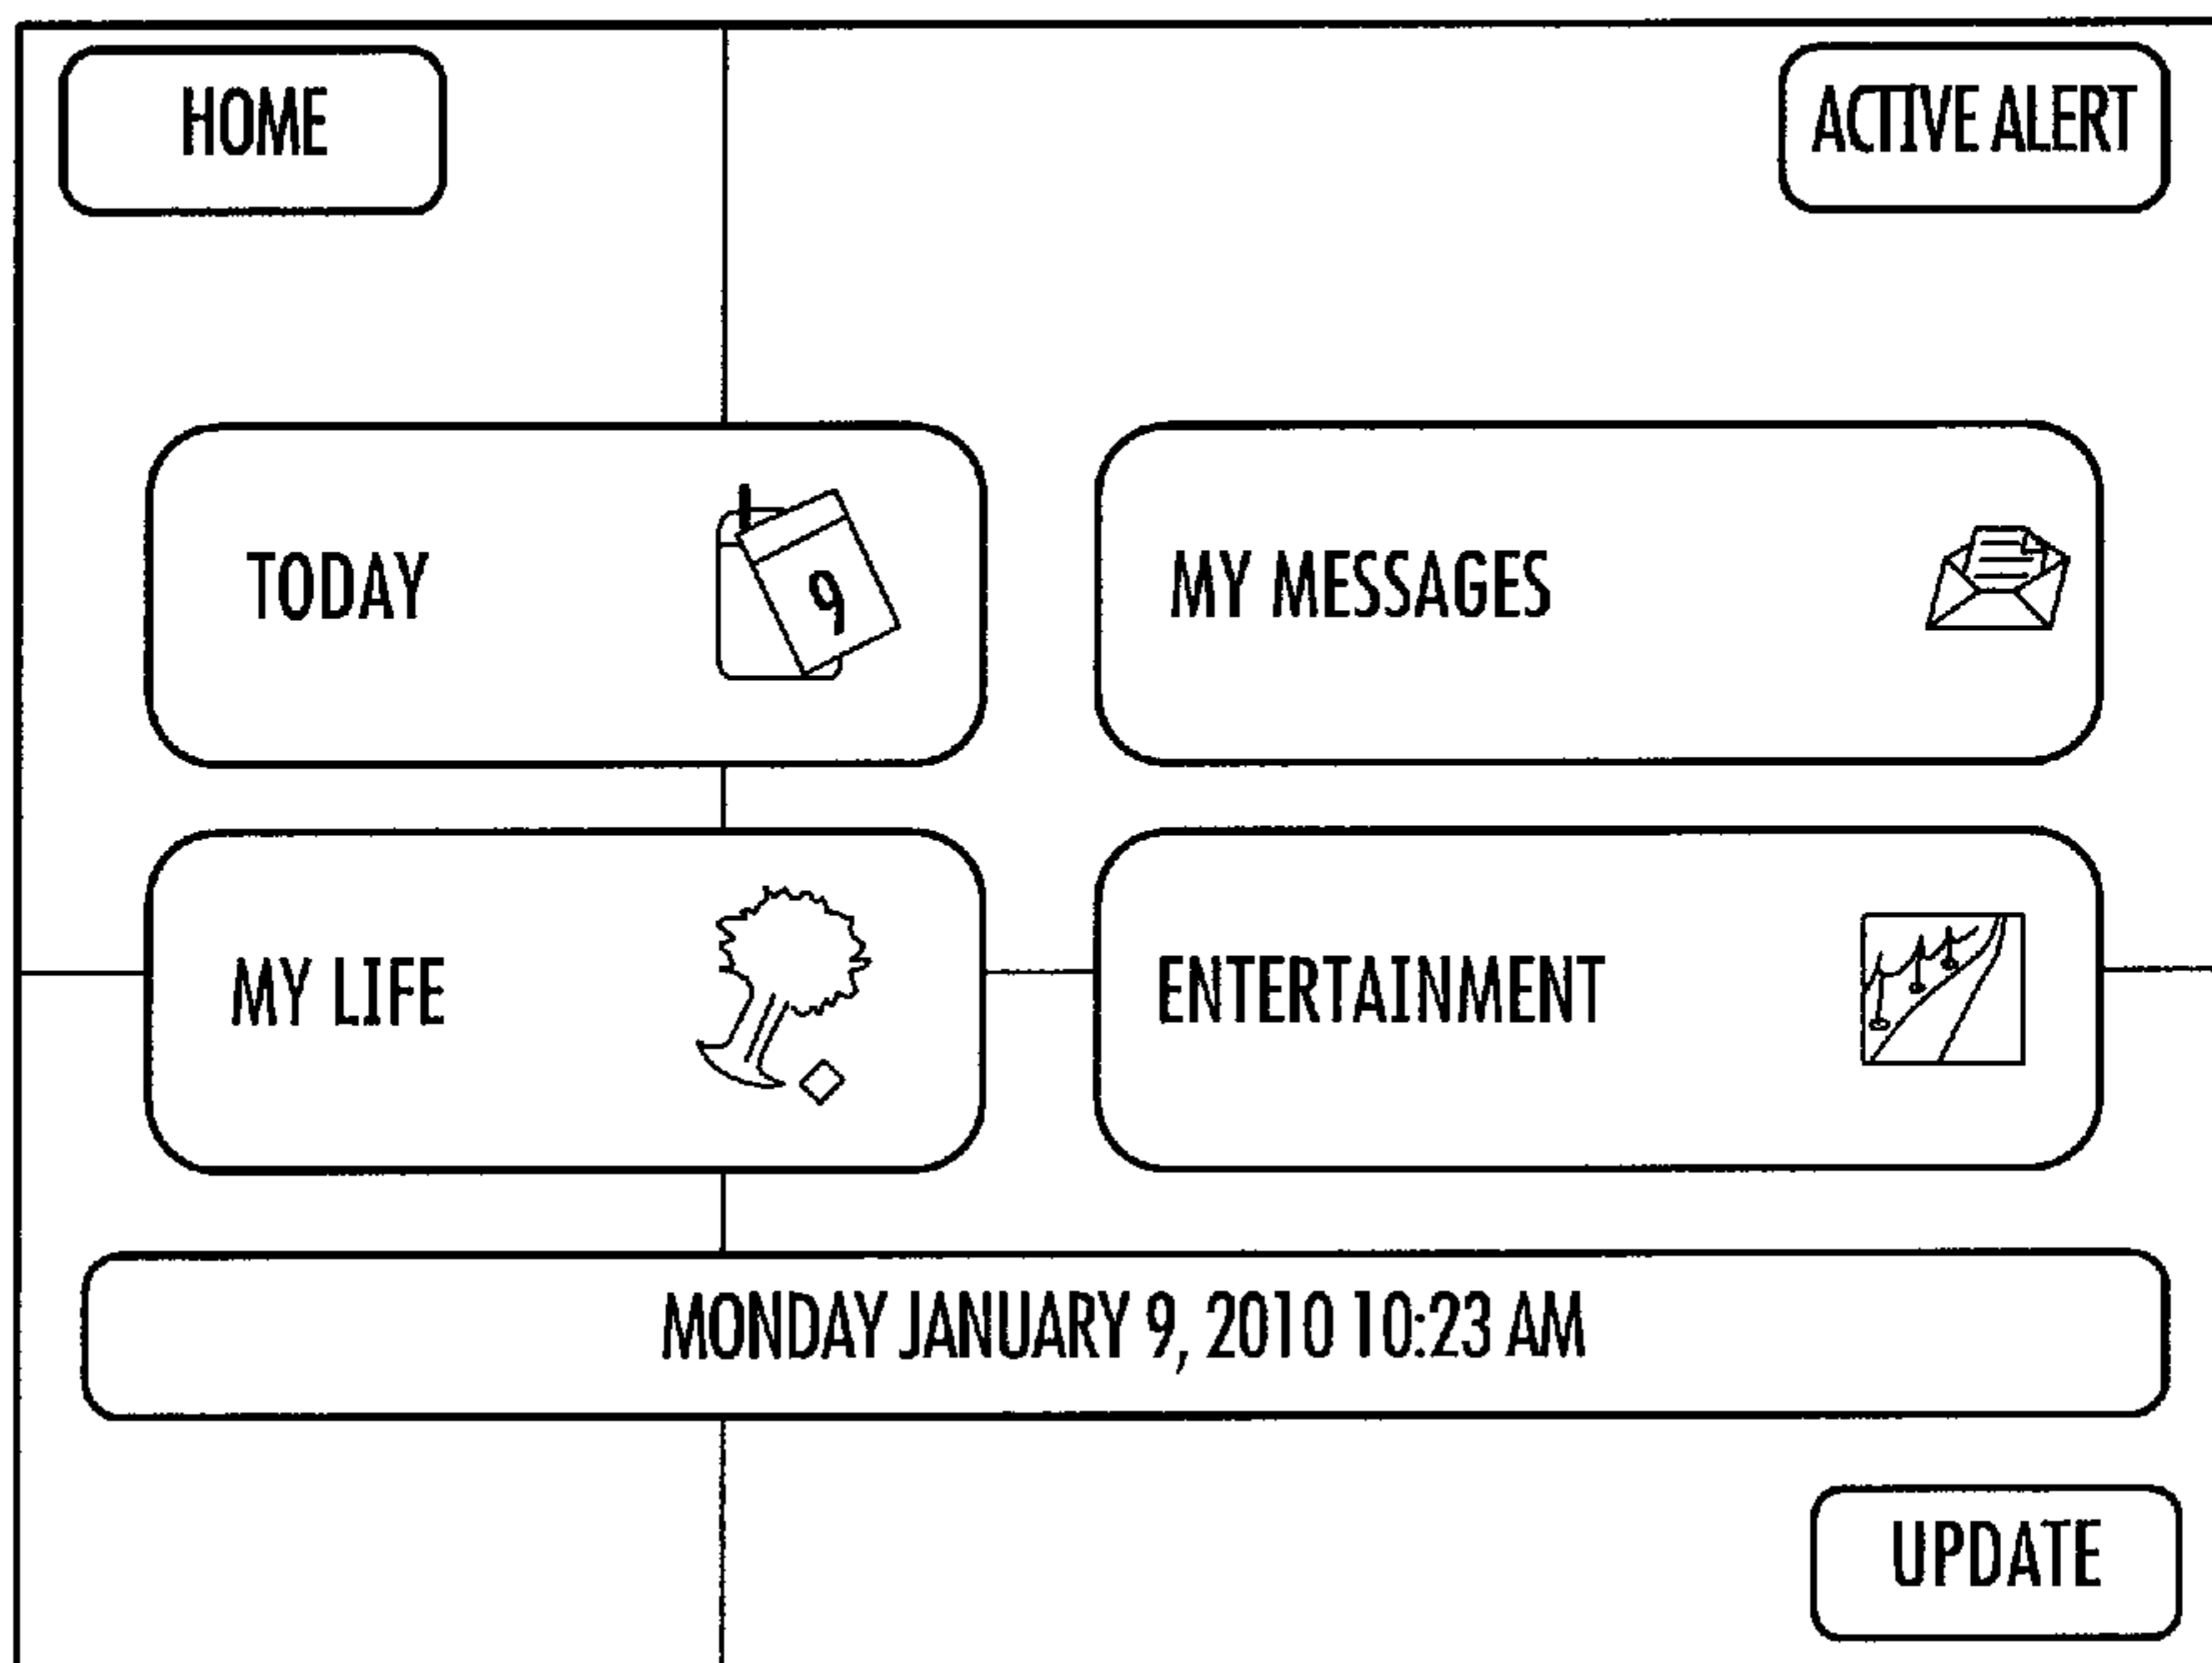 HOME
ACTIVE ALERT
TODAY
9
MY MESSAGES
MY LIFE
ENTERTAINMENT
MONDAY JANUARY 9, 2010 10:23 AM
UPDATE